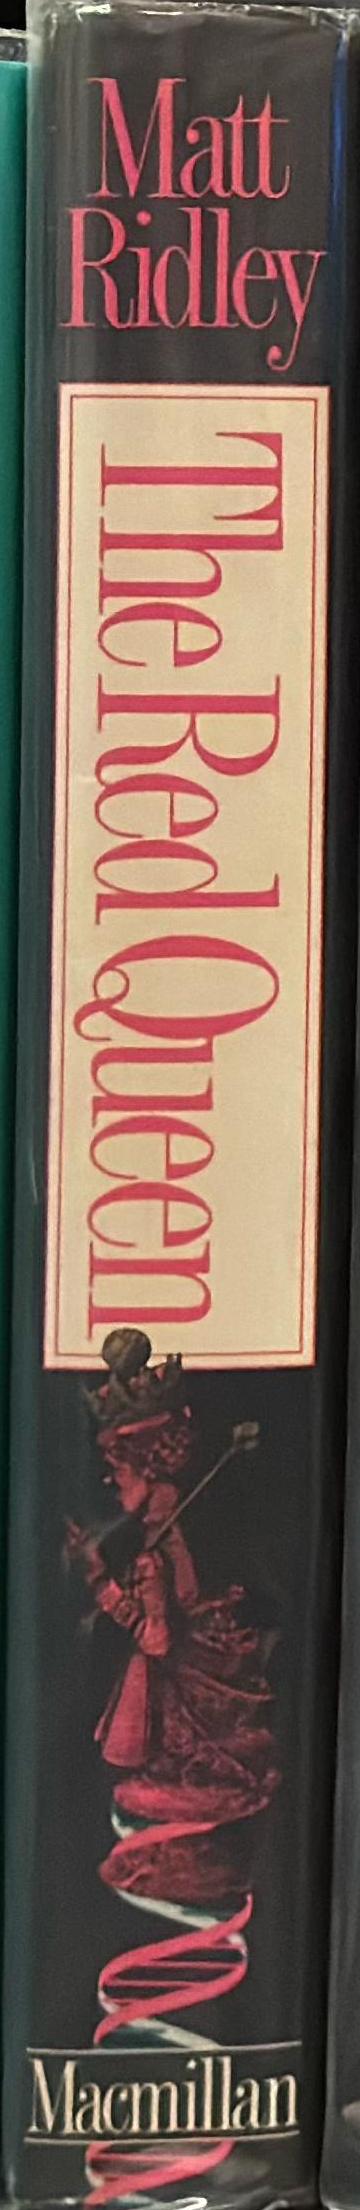 Matt
Ridley
The Red Queen
Macmillan